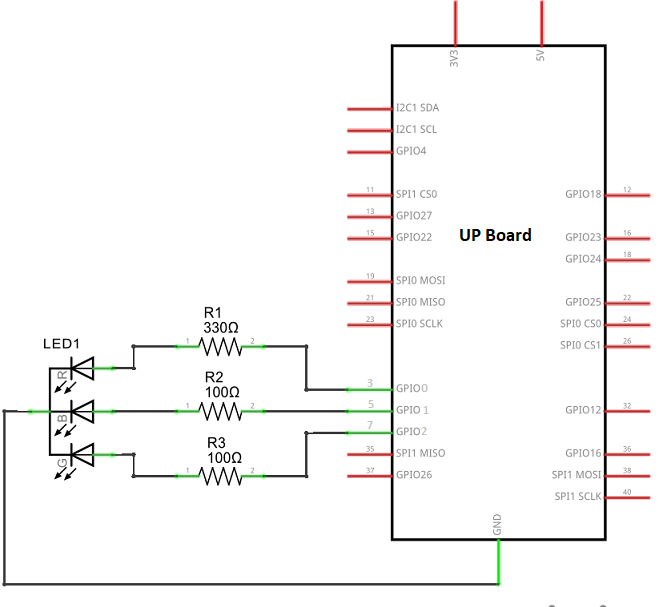 3V3
5V
I2C1 SDA
I2C1 SCL
GPIO4
11 SPI1 CS0
GPIO18 12
13 GPIO27
15 GPIO22
UP Board
GPIO23 16
GPIO24 18
19 SPI0 MOSI
21 SPI0 MISO
GPIO25 22
23 SPI0 SCLK
SPI0 CS0 24
SPI0 CS1 26
R1
330Ω
1 2
LED1
R
R2
100Ω
3 GPIO0
1 2
B
5 GPIO 1
GPIO12 32
7 GPIO2
R3
100Ω
1 2
G
35 SPI1 MISO
GPIO16 36
37 GPIO26
SPI1 MOSI 38
SPI1 SCLK 40
GND